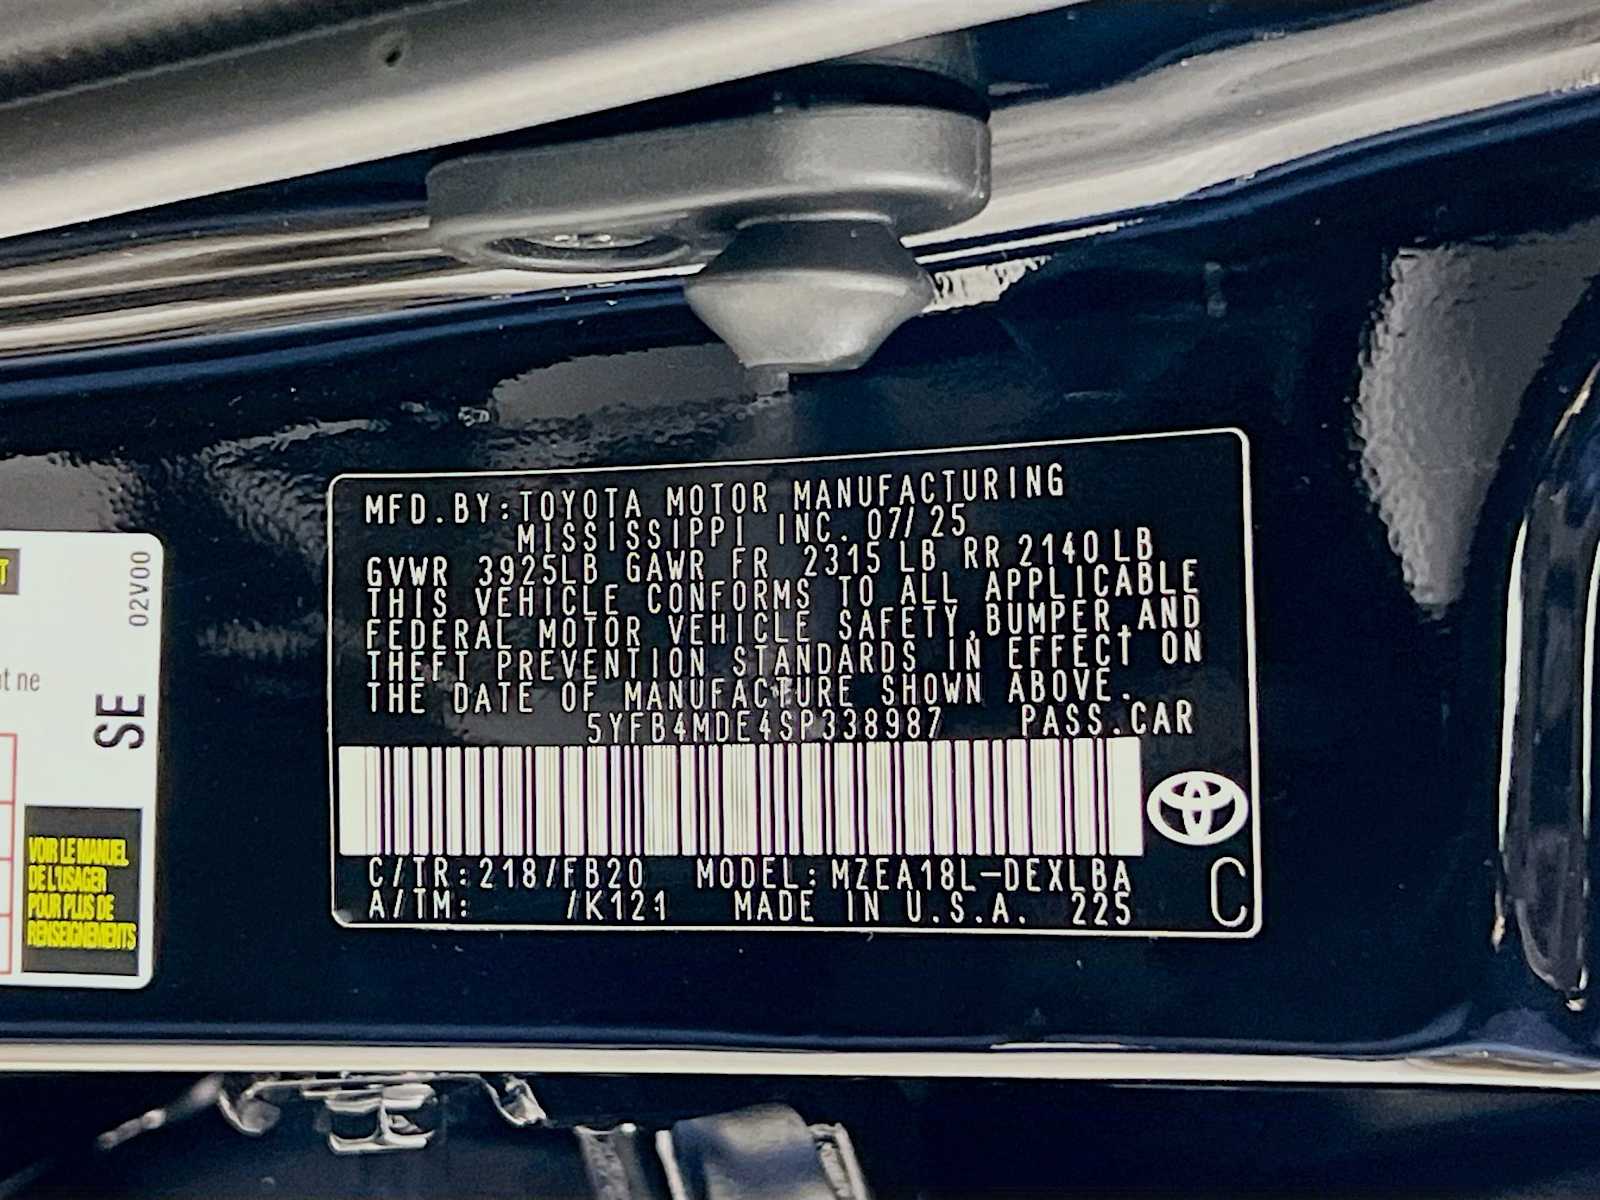 T
02V00
t ne
SE
VOIR LE MANUEL
DE L'USAGER
POUR PLUS DE
RENSEIGNEMENTS
MFD.BY:TOYOTA MOTOR MANUFACTURING
MISSISSIPPI INC. 07/25
GVWR 3925LB GAWR FR 2315 LB RR 2140 LB
THIS VEHICLE CONFORMS TO ALL APPLICABLE
FEDERAL MOTOR VEHICLE SAFETY,BUMPER,AND
THEFT PREVENTION STANDARDS IN EFFECT ON
THE DATE OF MANUFACTURE SHOWN ABOVE.
5YFB4MDE4SP338987 PASS.CAR
C/TR:218/FB20 MODEL:MZEA18L-DEXLBA
A/TM: /K121 MADE IN U.S.A. 225
C